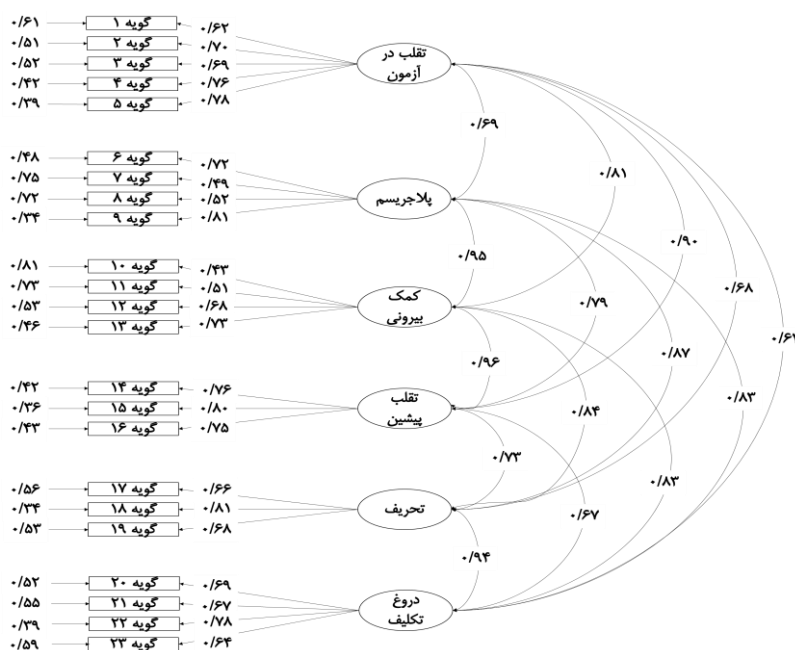 ۰/۶۱ گویه ۱ ۰/۶۲
۰/۵۱ گویه ۲ ۰/۷۰
۰/۵۲ گویه ۳ ۰/۶۹
۰/۴۲ گویه ۴ ۰/۷۶
۰/۳۹ گویه ۵ ۰/۷۸
تقلب در
آزمون
۰/۶۹
۰/۴۸ گویه ۶ ۰/۷۲
۰/۷۵ گویه ۷ ۰/۴۹
۰/۷۲ گویه ۸ ۰/۵۲
۰/۳۴ گویه ۹ ۰/۸۱
پلاجریسم
۰/۸۱
۰/۹۵
۰/۹۰
۰/۸۱ گویه ۱۰ ۰/۴۳
۰/۷۳ گویه ۱۱ ۰/۵۱
۰/۵۳ گویه ۱۲ ۰/۶۸
۰/۴۶ گویه ۱۳ ۰/۷۳
کمک
بیرونی
۰/۷۹
۰/۶۸
۰/۹۶
۰/۸۷
۰/۴۲ گویه ۱۴ ۰/۷۶
۰/۳۶ گویه ۱۵ ۰/۸۰
۰/۴۳ گویه ۱۶ ۰/۷۵
تقلب
پیشین
۰/۸۴
۰/۸۳
۰/۷۳
۰/۸۳
۰/۵۶ گویه ۱۷ ۰/۶۶
۰/۳۴ گویه ۱۸ ۰/۸۱
۰/۵۳ گویه ۱۹ ۰/۶۸
تحریف
۰/۶۷
۰/۹۴
۰/۵۲ گویه ۲۰ ۰/۶۹
۰/۵۵ گویه ۲۱ ۰/۶۷
۰/۳۹ گویه ۲۲ ۰/۷۸
۰/۵۹ گویه ۲۳ ۰/۶۴
دروغ
تکلیف